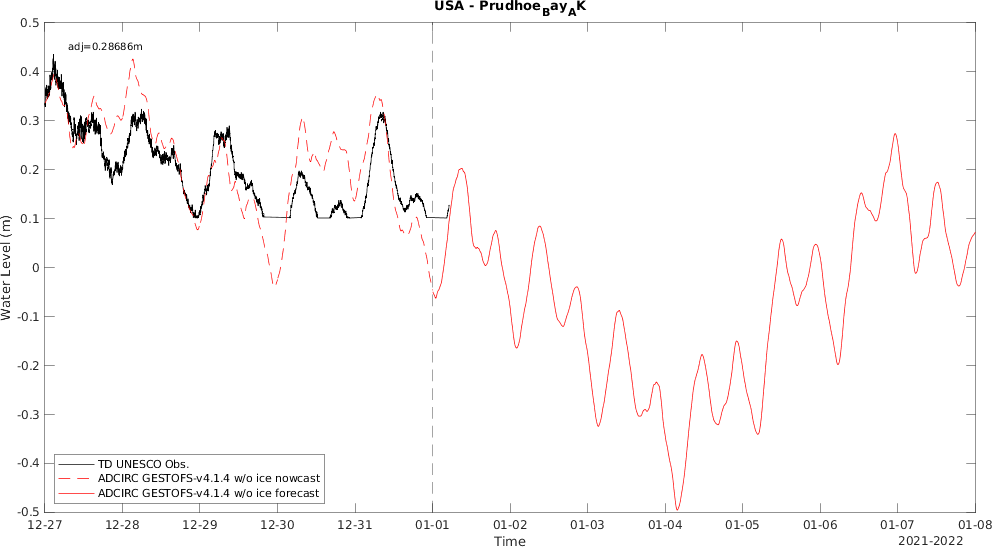 USA - Prudhoe_Bay_AK
adj=0.28686m
0.5
0.4
0.3
0.2
0.1
0
-0.1
-0.2
-0.3
-0.4
-0.5
Water Level (m)
TD UNESCO Obs.
ADCIRC GESTOFS-v4.1.4 w/o ice nowcast
ADCIRC GESTOFS-v4.1.4 w/o ice forecast
12-27 12-28 12-29 12-30 12-31 01-01 01-02 01-03 01-04 01-05 01-06 01-07 01-08
Time
2021-2022